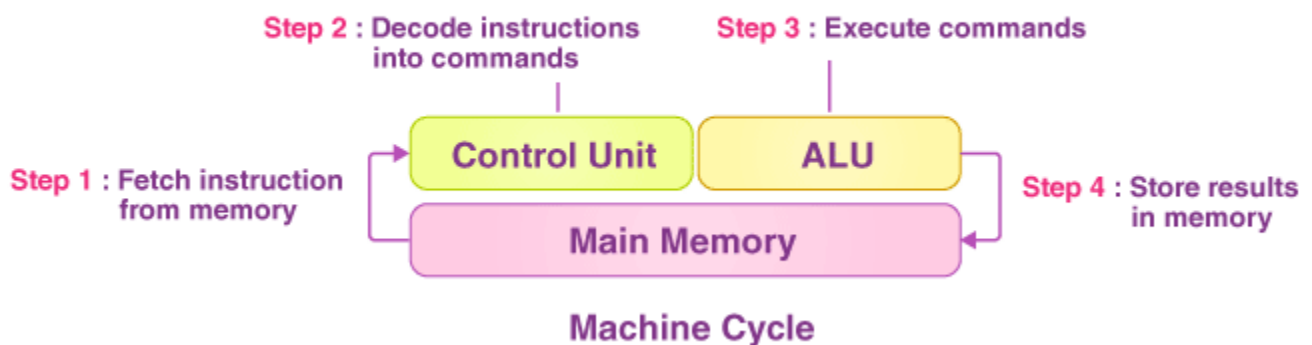 Step 2 : Decode instructions
into commands
Step 3 : Execute commands
Control Unit
ALU
Step 1 : Fetch instruction
from memory
Step 4 : Store results
in memory
Main Memory
Machine Cycle